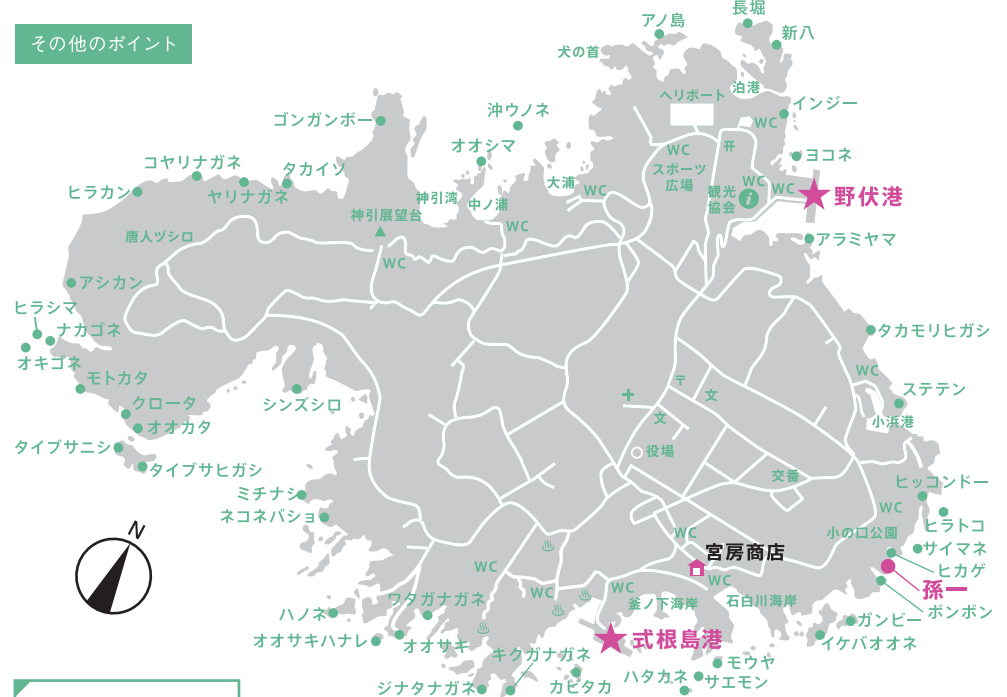 その他のポイント
長堀
アノ島
新八
犬の首
泊港
ヘリポート
インジー
沖ウノネ
WC
ゴンガンボー
オオシマ
WC
ヨコネ
コヤリナガネ
タカイソ
スポーツ
広場
大浦
WC
WC
WC
ヒラカン
ヤリナガネ
神引湾
中ノ浦
観光
協会
i
野伏港
神引展望台
WC
唐人ヅシロ
アラミヤマ
WC
アシカン
ヒラシマ
ナカゴネ
タカモリヒガシ
オキゴネ
モトカタ
WC
〒
文
ステテン
クロータ
シンズシロ
文
小浜港
オオカタ
タイブサニシ
役場
タイブサヒガシ
交番
ヒッコンドー
ミチナシ
WC
ネコネバショ
ヒラトコ
N
WC
小の口公園
宮房商店
サイマネ
WC
ヒカゲ
WC
WC
WC
孫一
ワタガナガネ
釜ノ下海岸
石白川海岸
ボンボン
ハノネ
ガンビー
オオサキハナレ
オオサキ
式根島港
イケバオオネ
キクガナガネ
モウヤ
ジナタナガネ
カビタカ
ハタカネ
サエモン